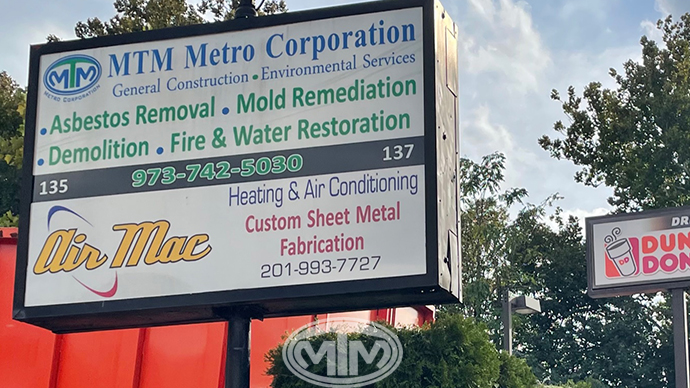 MTM Metro Corporation
General Construction • Environmental Services
MTM
METRO CORPORATION
• Asbestos Removal • Mold Remediation
• Demolition • Fire & Water Restoration
135
973-742-5030
137
Air Mac
Heating & Air Conditioning
Custom Sheet Metal
Fabrication
201-993-7727
DR
DUN
DON
DD
MTM